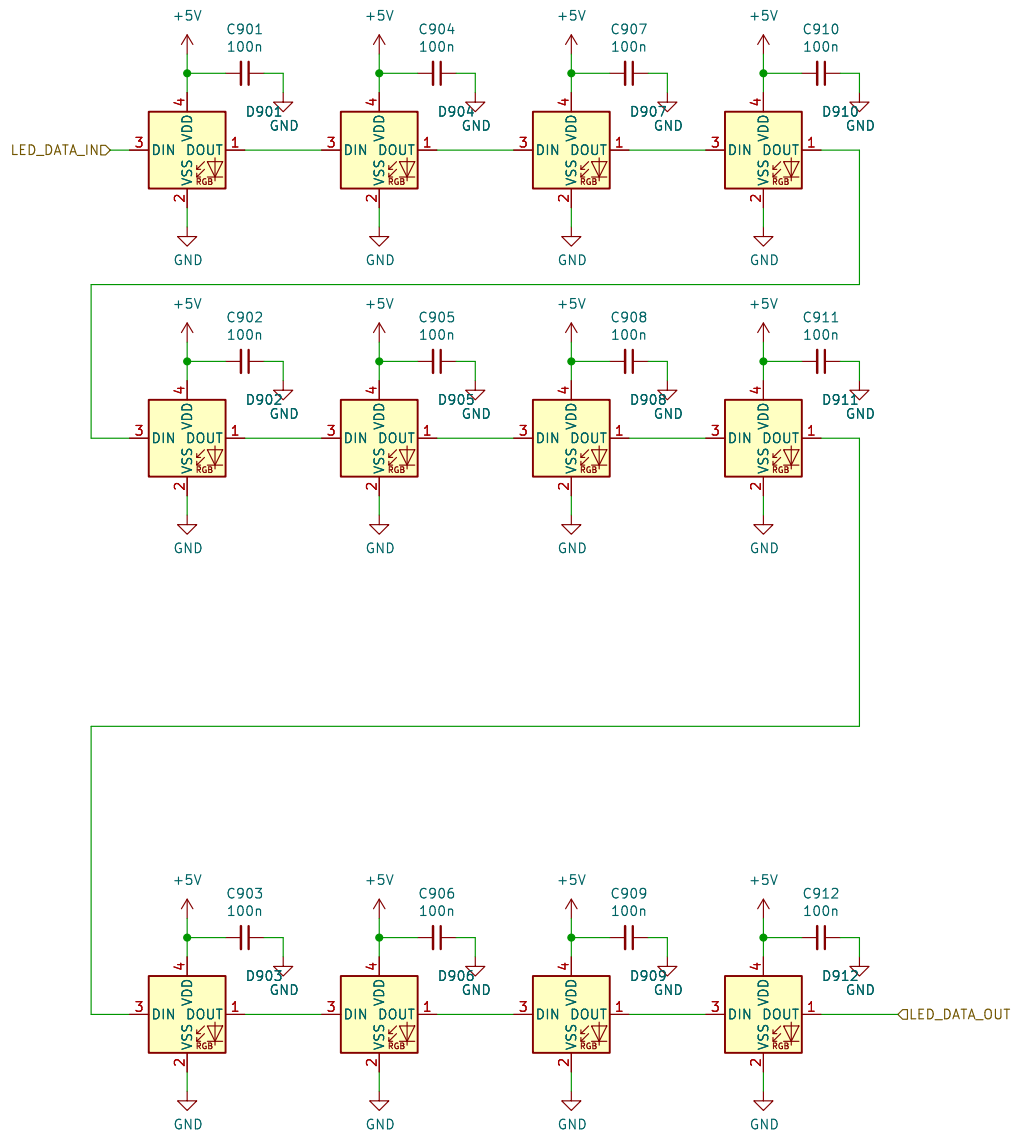 +5V +5V +5V +5V
C901 C904 C907 C910
100n 100n 100n 100n
4 4 4 4
D901 D904 D907 D910
GND GND GND GND
VDD VDD VDD VDD
LED_DATA_IN 3 DIN DOUT 1 3 DIN DOUT 1 3 DIN DOUT 1 3 DIN DOUT 1
VSS VSS VSS VSS
RGB RGB RGB RGB
2 2 2 2
GND GND GND GND
+5V +5V +5V +5V
C902 C905 C908 C911
100n 100n 100n 100n
4 4 4 4
D902 D905 D908 D911
GND GND GND GND
VDD VDD VDD VDD
3 DIN DOUT 1 3 DIN DOUT 1 3 DIN DOUT 1 3 DIN DOUT 1
VSS VSS VSS VSS
RGB RGB RGB RGB
2 2 2 2
GND GND GND GND
+5V +5V +5V +5V
C903 C906 C909 C912
100n 100n 100n 100n
4 4 4 4
D903 D906 D909 D912
GND GND GND GND
VDD VDD VDD VDD
3 DIN DOUT 1 3 DIN DOUT 1 3 DIN DOUT 1 3 DIN DOUT 1 LED_DATA_OUT
VSS VSS VSS VSS
RGB RGB RGB RGB
2 2 2 2
GND GND GND GND